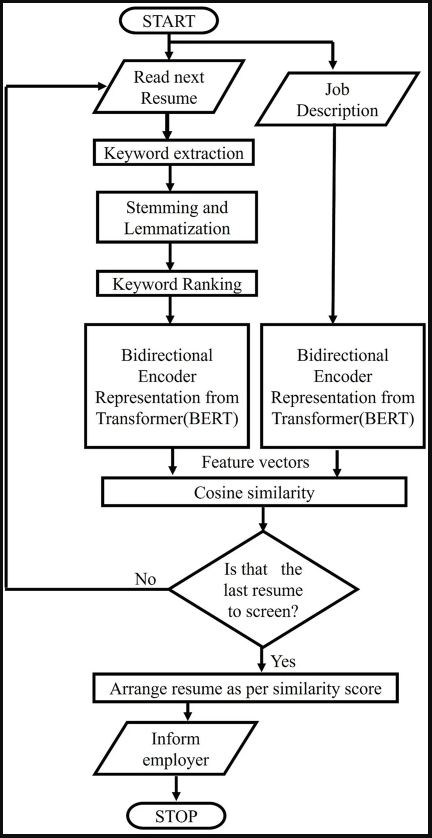 START
Read next
Resume
Job
Description
Keyword extraction
Stemming and
Lemmatization
Keyword Ranking
Bidirectional
Encoder
Representation from
Transformer(BERT)
Bidirectional
Encoder
Representation from
Transformer(BERT)
Feature vectors
Cosine similarity
Is that the
last resume
to screen?
No
Yes
Arrange resume as per similarity score
Inform
employer
STOP